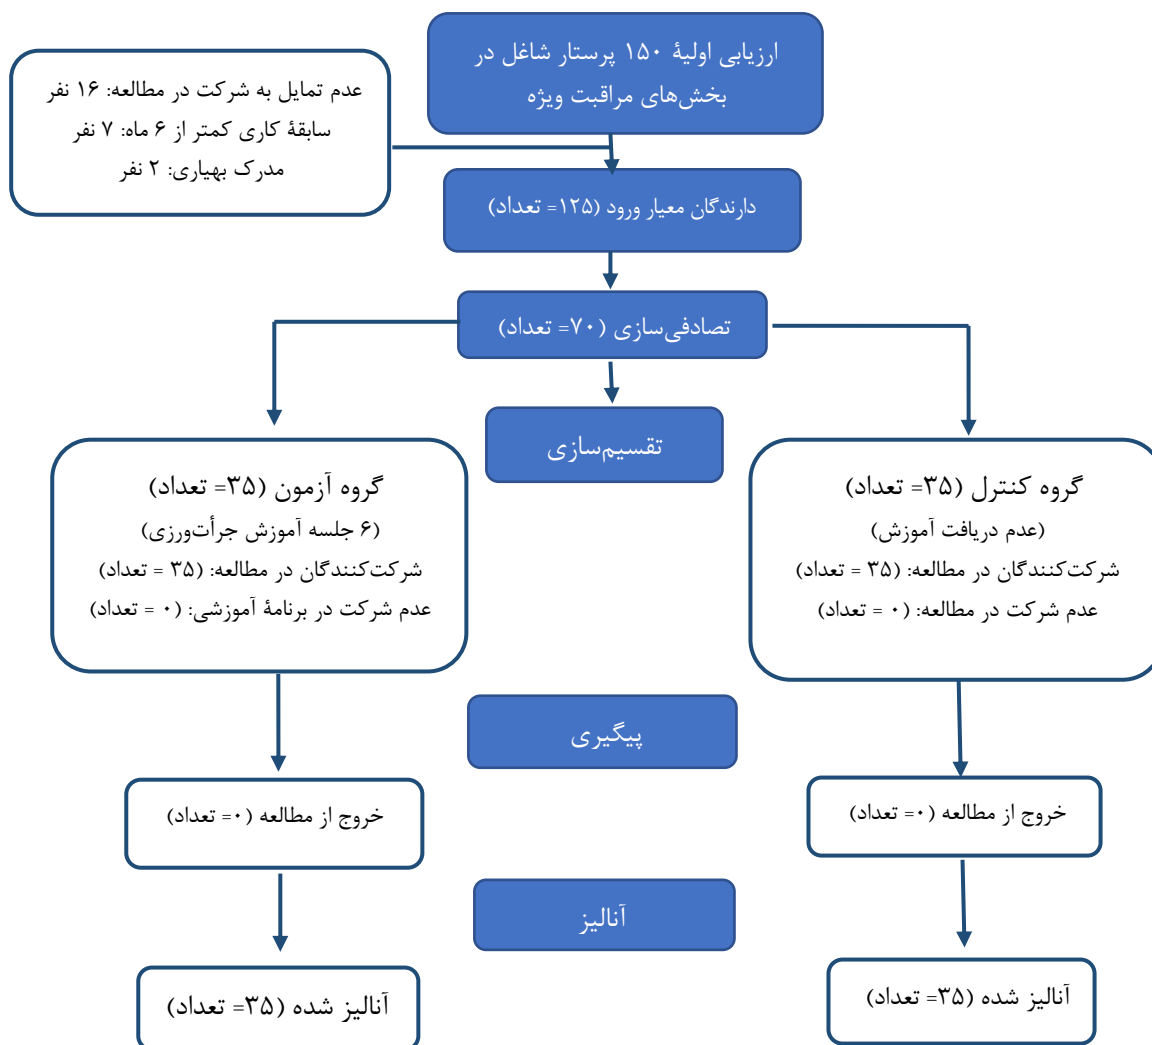 ارزیابی اولیهٔ ۱۵۰ پرستار شاغل در
بخش‌های مراقبت ویژه
عدم تمایل به شرکت در مطالعه: ۱۶ نفر
سابقهٔ کاری کمتر از ۶ ماه: ۷ نفر
مدرک بهیاری: ۲ نفر
دارندگان معیار ورود (۱۲۵= تعداد)
تصادفی‌سازی (۷۰= تعداد)
تقسیم‌سازی
گروه کنترل (۳۵= تعداد)
(عدم دریافت آموزش)
شرکت‌کنندگان در مطالعه: (۳۵ = تعداد)
عدم شرکت در مطالعه: (۰ = تعداد)
گروه آزمون (۳۵= تعداد)
(۶ جلسه آموزش جرأت‌ورزی)
شرکت‌کنندگان در مطالعه: (۳۵ = تعداد)
عدم شرکت در برنامهٔ آموزشی: (۰ = تعداد)
پیگیری
خروج از مطالعه (۰= تعداد)
خروج از مطالعه (۰= تعداد)
آنالیز
آنالیز شده (۳۵= تعداد)
آنالیز شده (۳۵= تعداد)